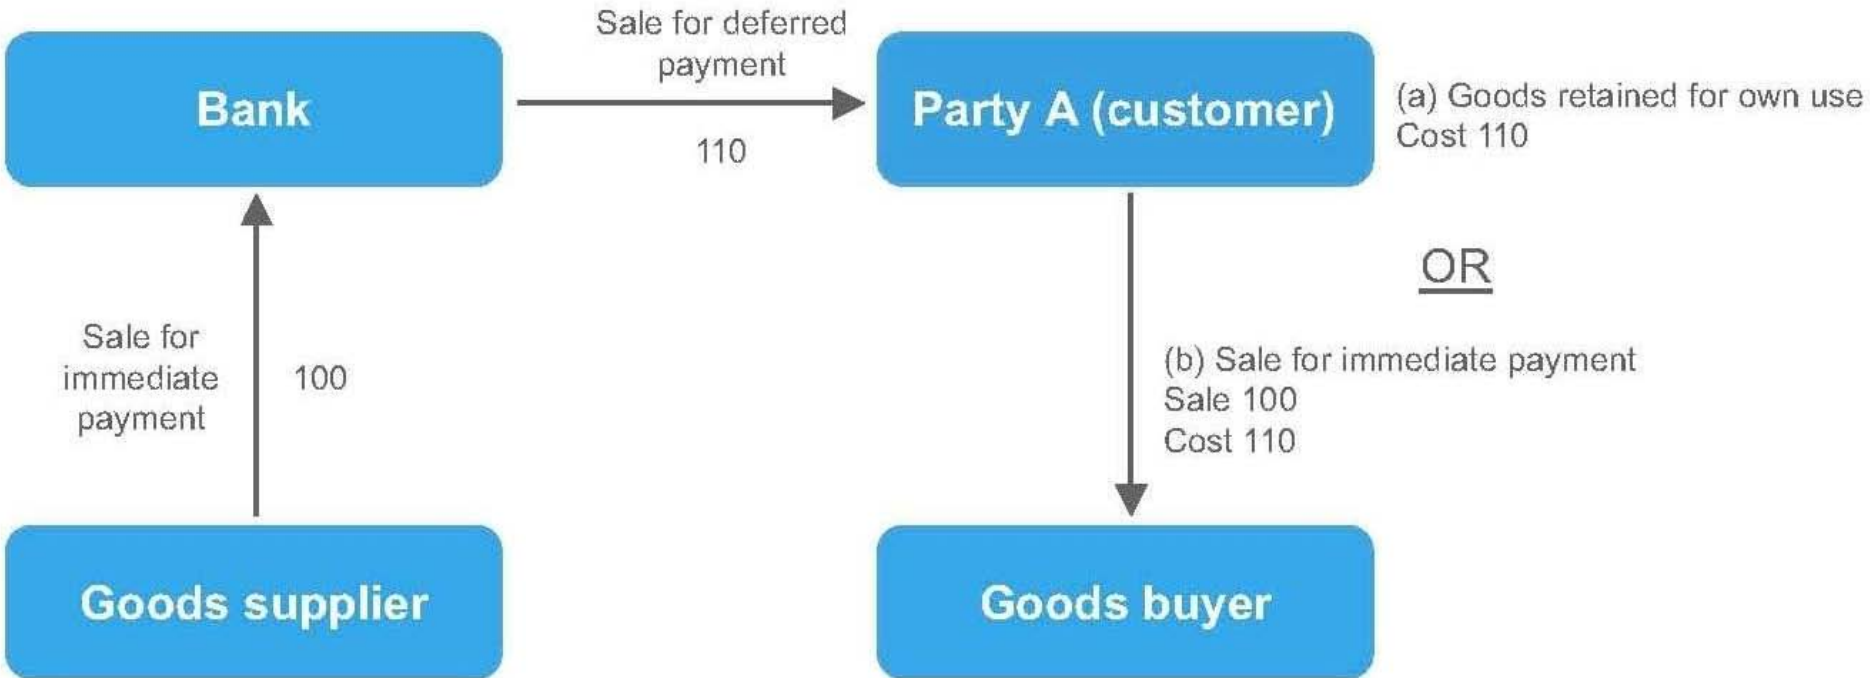 Sale for deferred
payment
Bank
110
Party A (customer)
(a) Goods retained for own use
Cost 110
OR
Sale for
immediate
payment
100
(b) Sale for immediate payment
Sale 100
Cost 110
Goods supplier
Goods buyer